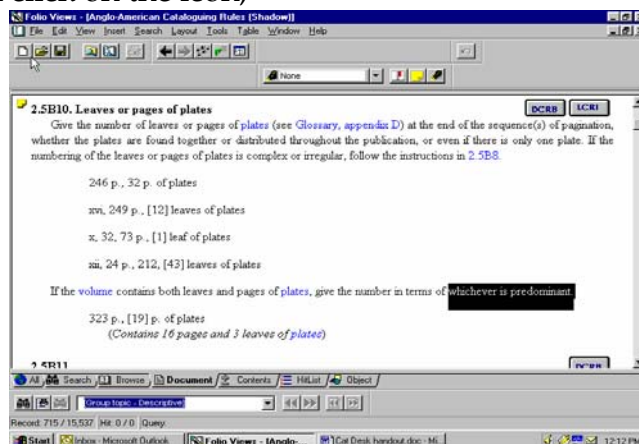 click on the icon)
Folio Views - [Anglo-American Cataloguing Rules (Shadow)]
File Edit View Insert Search Layout Tools Table Window Help
None
2.5B10. Leaves or pages of plates
DCRB LCRI
Give the number of leaves or pages of plates (see Glossary, appendix D) at the end of the sequence(s) of pagination,
whether the plates are found together or distributed throughout the publication, or even if there is only one plate. If the
numbering of the leaves or pages of plates is complex or irregular, follow the instructions in 2.5B8.
246 p., 32 p. of plates
xvi, 249 p., [12] leaves of plates
x, 32, 73 p., [1] leaf of plates
xii, 24 p., 212, [43] leaves of plates
If the volume contains both leaves and pages of plates, give the number in terms of whichever is predominant.
323 p., [19] p. of plates
(Contains 16 pages and 3 leaves of plates)
2.5B11
DCRB
All Search Browse Document Contents HitList Object
Group topic - Descriptive
Record: 715 / 15,537 Hit: 0 / 0 Query:
Start Inbox - Microsoft Outlook Folio Views - [Anglo-... Cat Desk handout.doc - Mi...